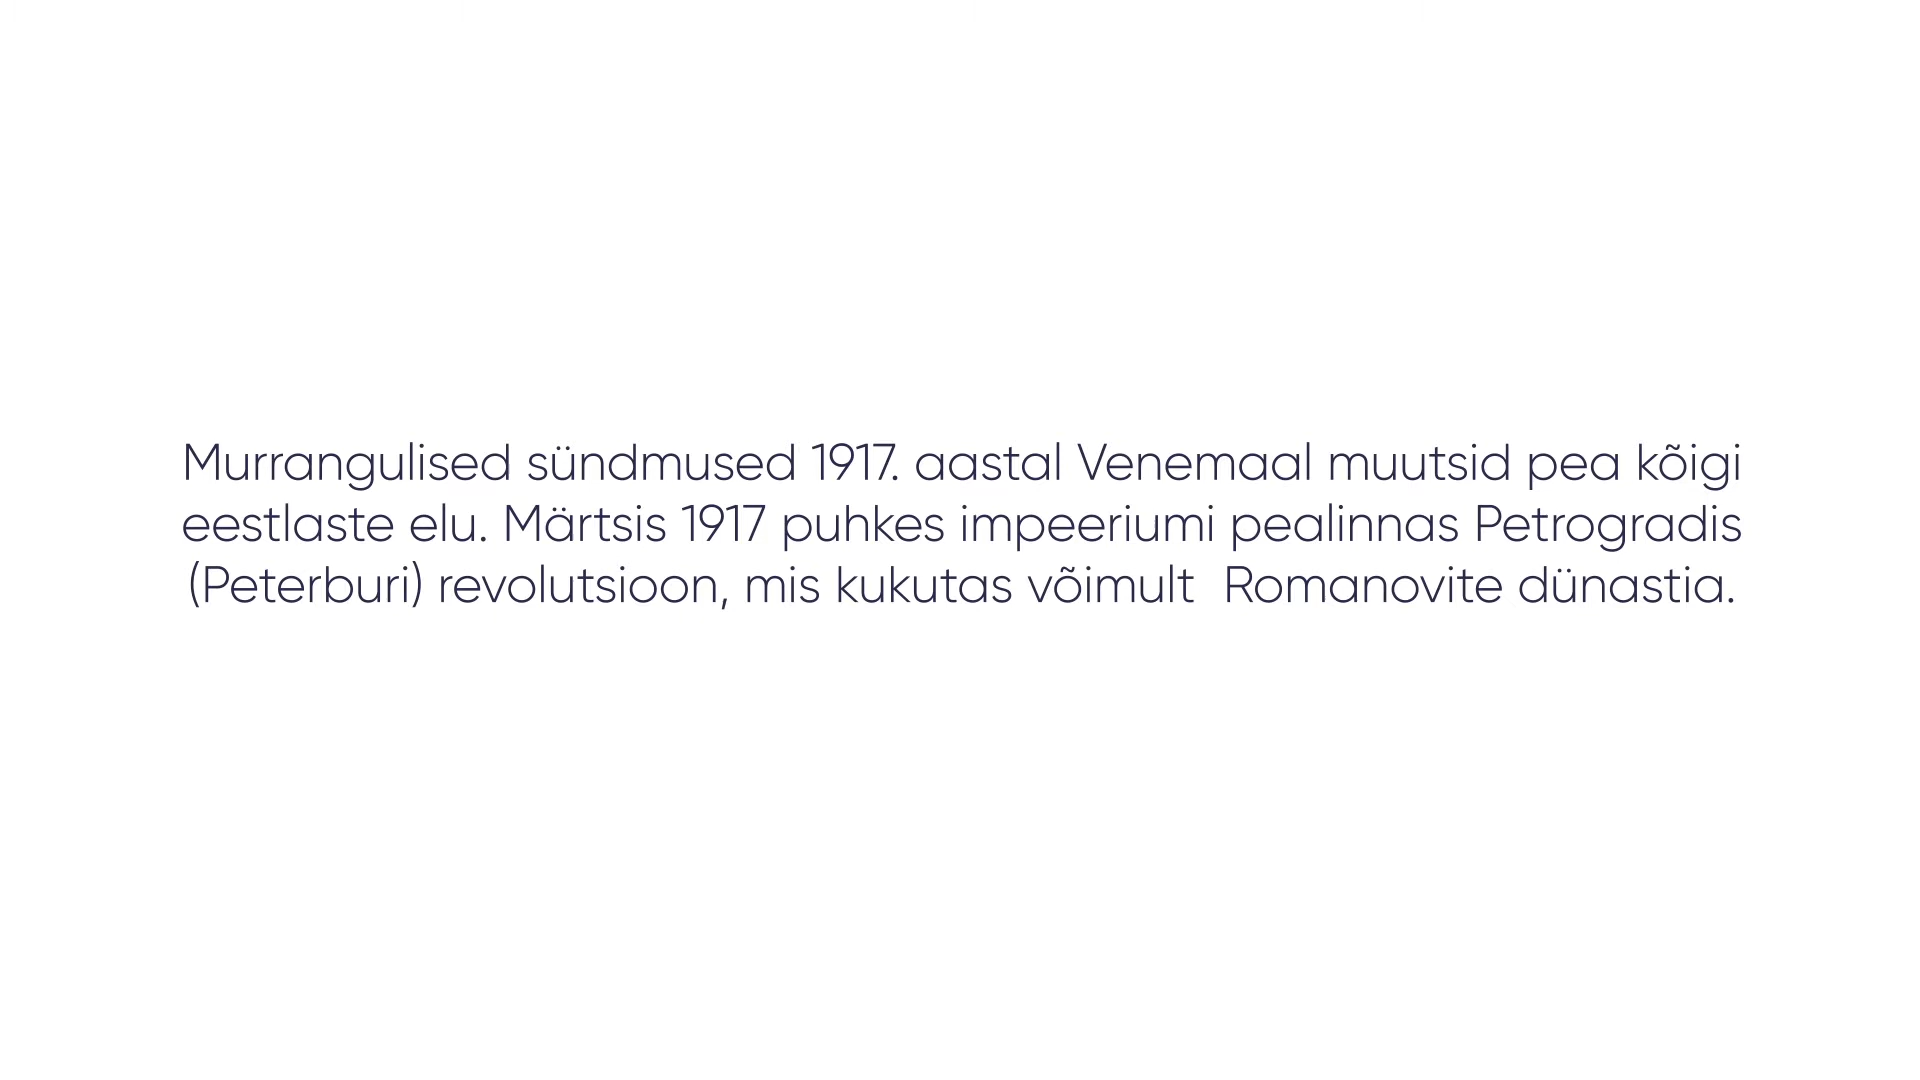 Murrangulised sündmused 1917. aastal Venemaal muutsid pea kõigi
eestlaste elu. Märtsis 1917 puhkes impeeriumi pealinnas Petrogradis
(Peterburi) revolutsioon, mis kukutas võimult  Romanovite dünastia.